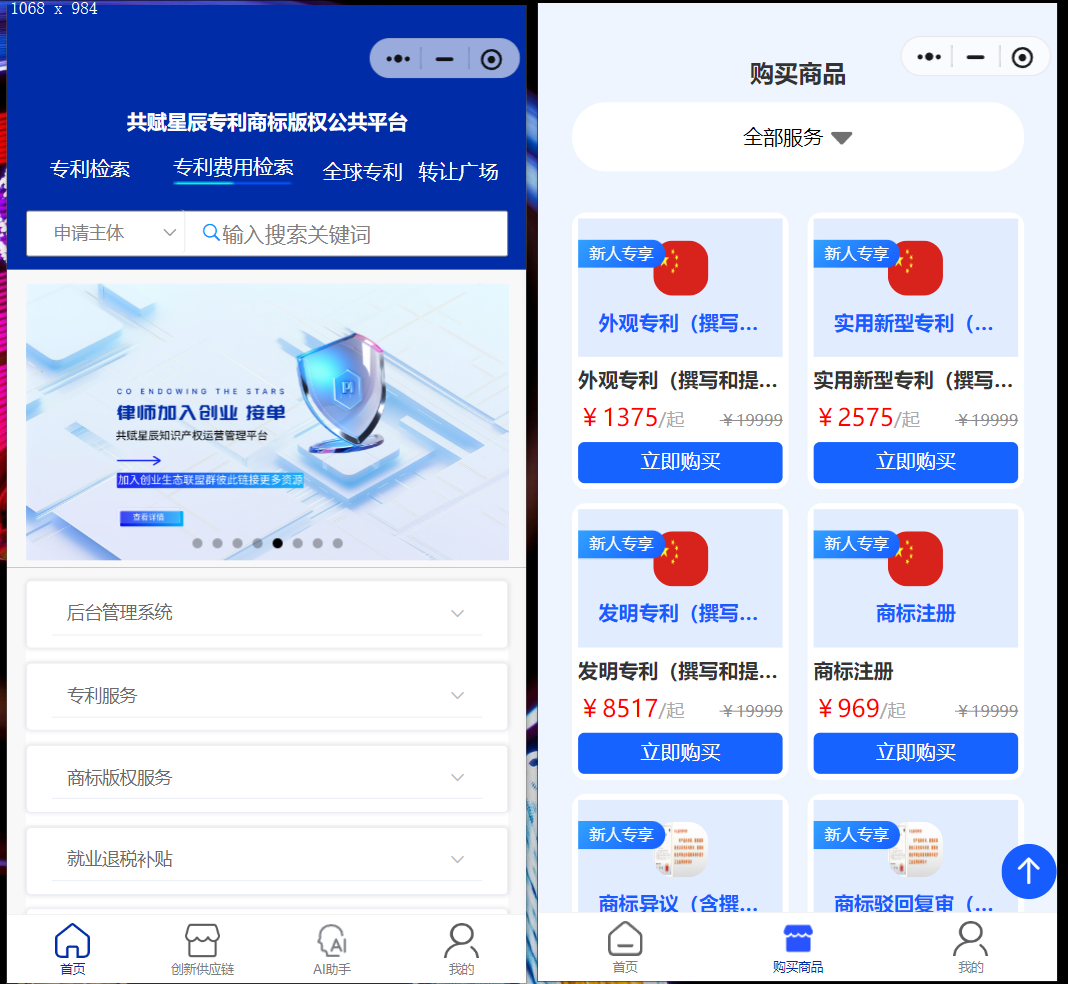 1068 x 984
共赋星辰专利商标版权公共平台
专利检索 专利费用检索 全球专利 转让广场
申请主体 输入搜索关键词
CO ENDOWING THE STARS
律师加入创业 接单
共赋星辰知识产权运营管理平台
加入创业生态联盟群彼此链接更多资源
查看详情
后台管理系统
专利服务
商标版权服务
就业退税补贴
首页 创新供应链 AI助手 我的
购买商品
全部服务
新人专享 新人专享
外观专利（撰写... 实用新型专利（...
外观专利（撰写和提... 实用新型专利（撰写...
￥1375/起 ￥19999 ￥2575/起 ￥19999
立即购买 立即购买
新人专享 新人专享
发明专利（撰写... 商标注册
发明专利（撰写和提... 商标注册
￥8517/起 ￥19999 ￥969/起 ￥19999
立即购买 立即购买
新人专享 新人专享
商标异议（含撰... 商标驳回复审（...
首页 购买商品 我的